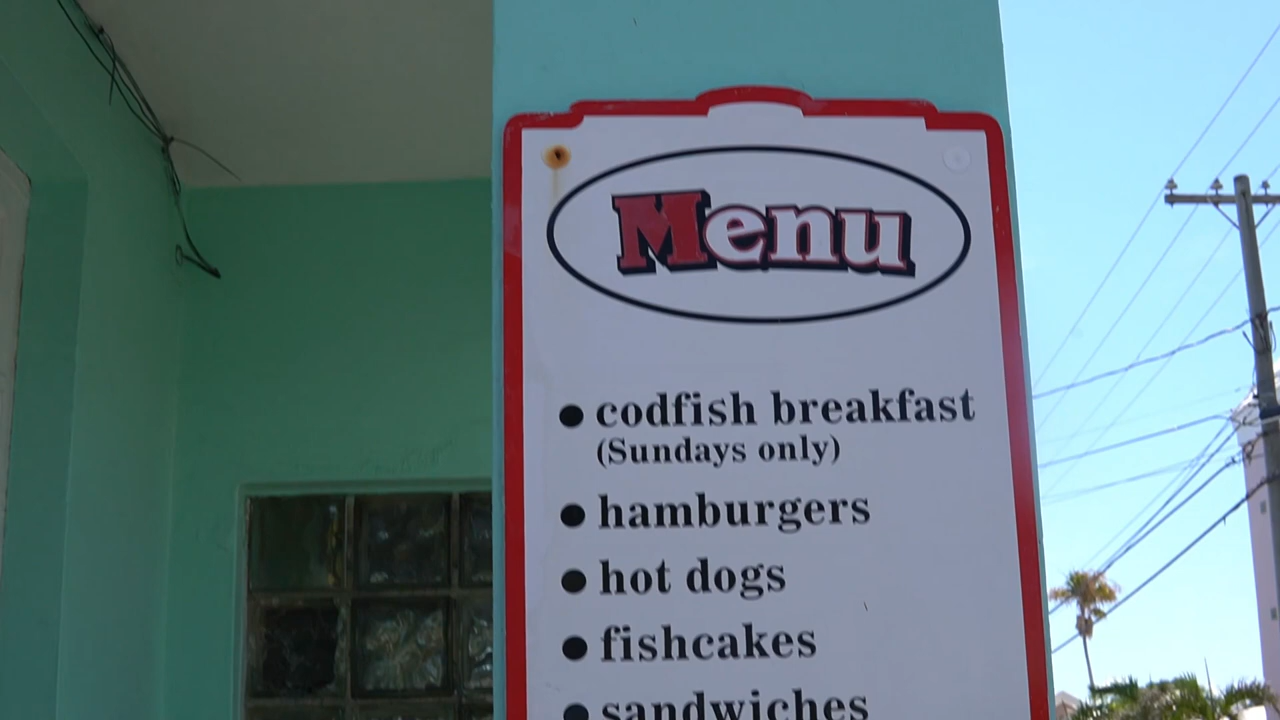 Menu
• codfish breakfast
(Sundays only)
• hamburgers
• hot dogs
• fishcakes
• sandwiches